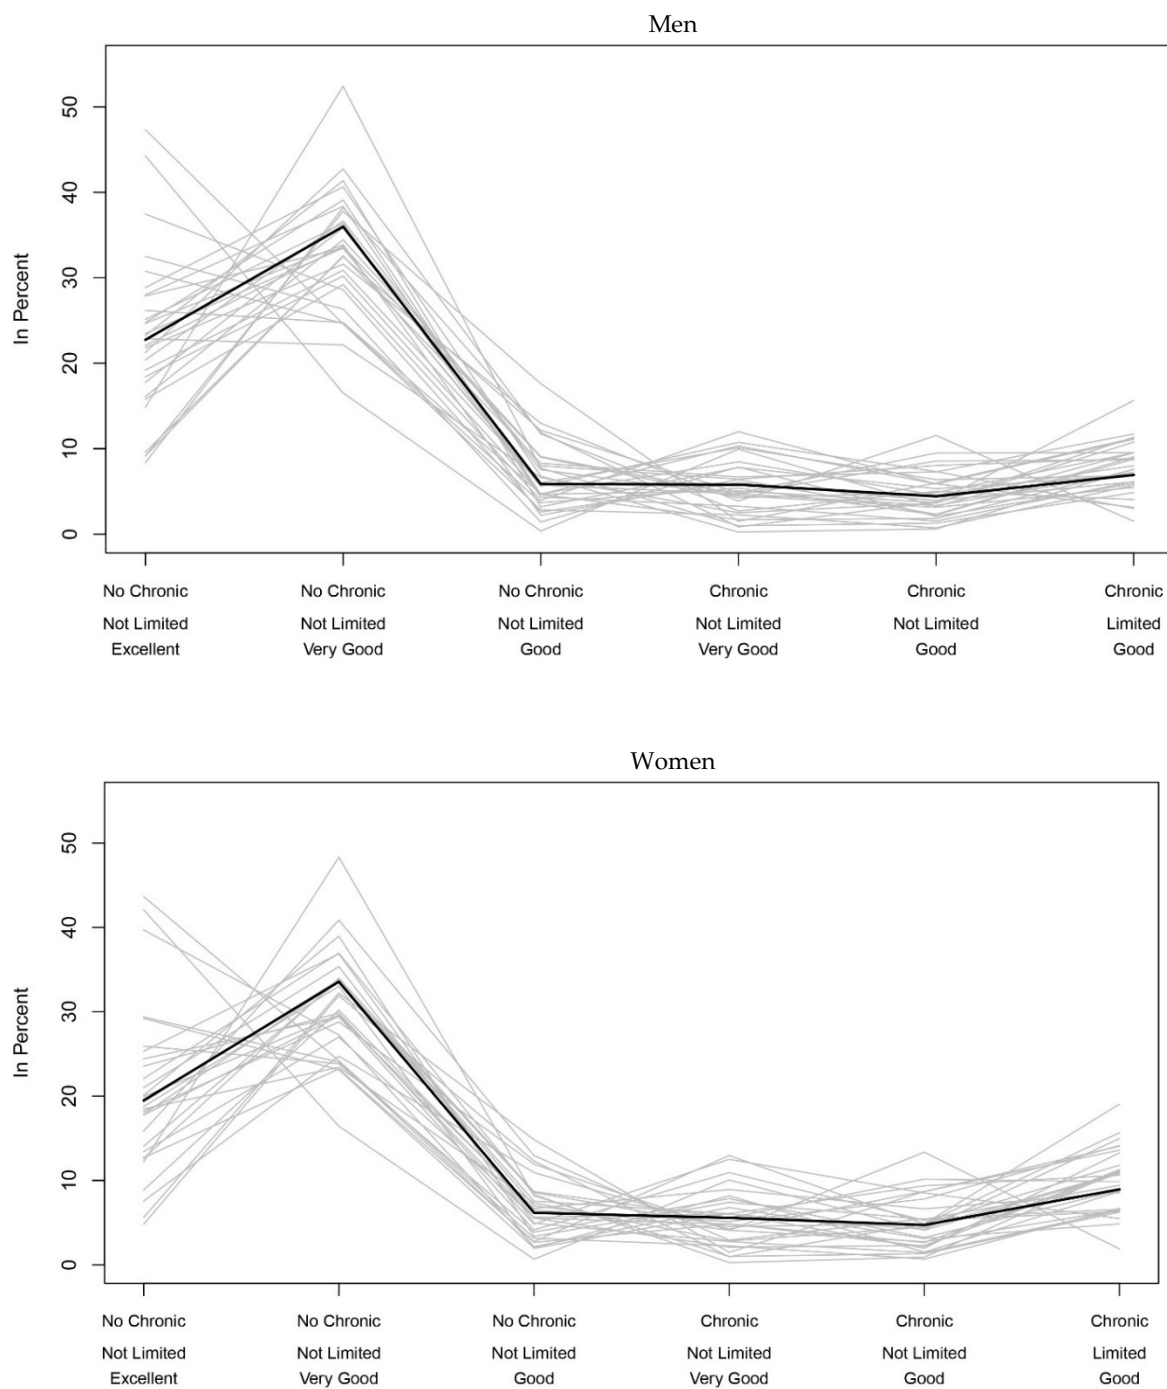 Men
50
40
30
20
10
0
In Percent
No Chronic No Chronic No Chronic Chronic Chronic Chronic
Not Limited Not Limited Not Limited Not Limited Not Limited Limited
Excellent Very Good Good Very Good Good Good
Women
50
40
30
20
10
0
In Percent
No Chronic No Chronic No Chronic Chronic Chronic Chronic
Not Limited Not Limited Not Limited Not Limited Not Limited Limited
Excellent Very Good Good Very Good Good Good